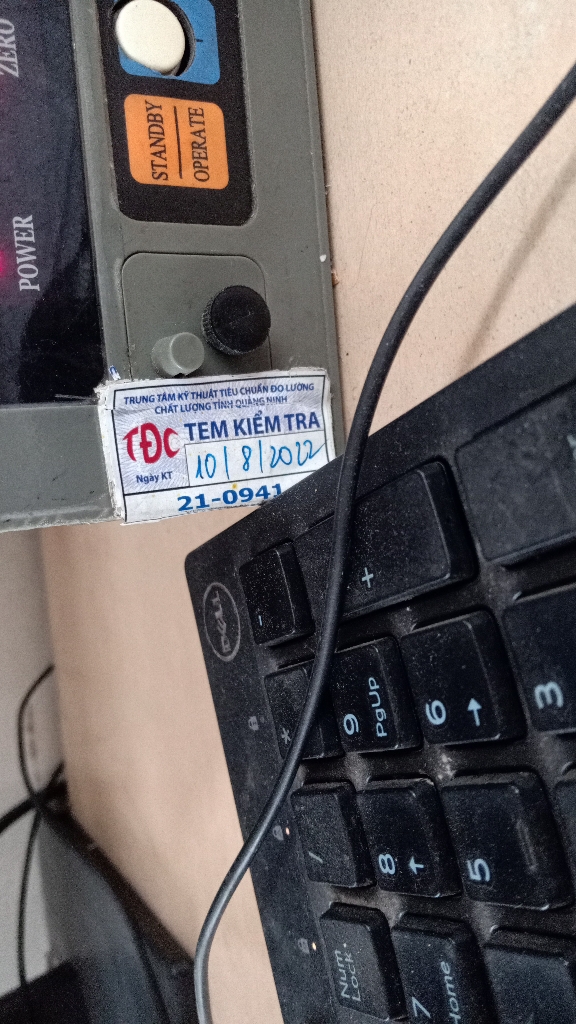 ZERO
POWER
STANDBY
OPERATE
TRUNG TÂM KỸ THUẬT TIÊU CHUẨN ĐO LƯỜNG
CHẤT LƯỢNG TỈNH QUẢNG NINH
TĐC TEM KIỂM TRA
Ngày KT 10/8/2022
21-0941
DELL
-
+
*
9
PgUp
6
→
3
/
8
↑
5
Num
Lock
7
Home